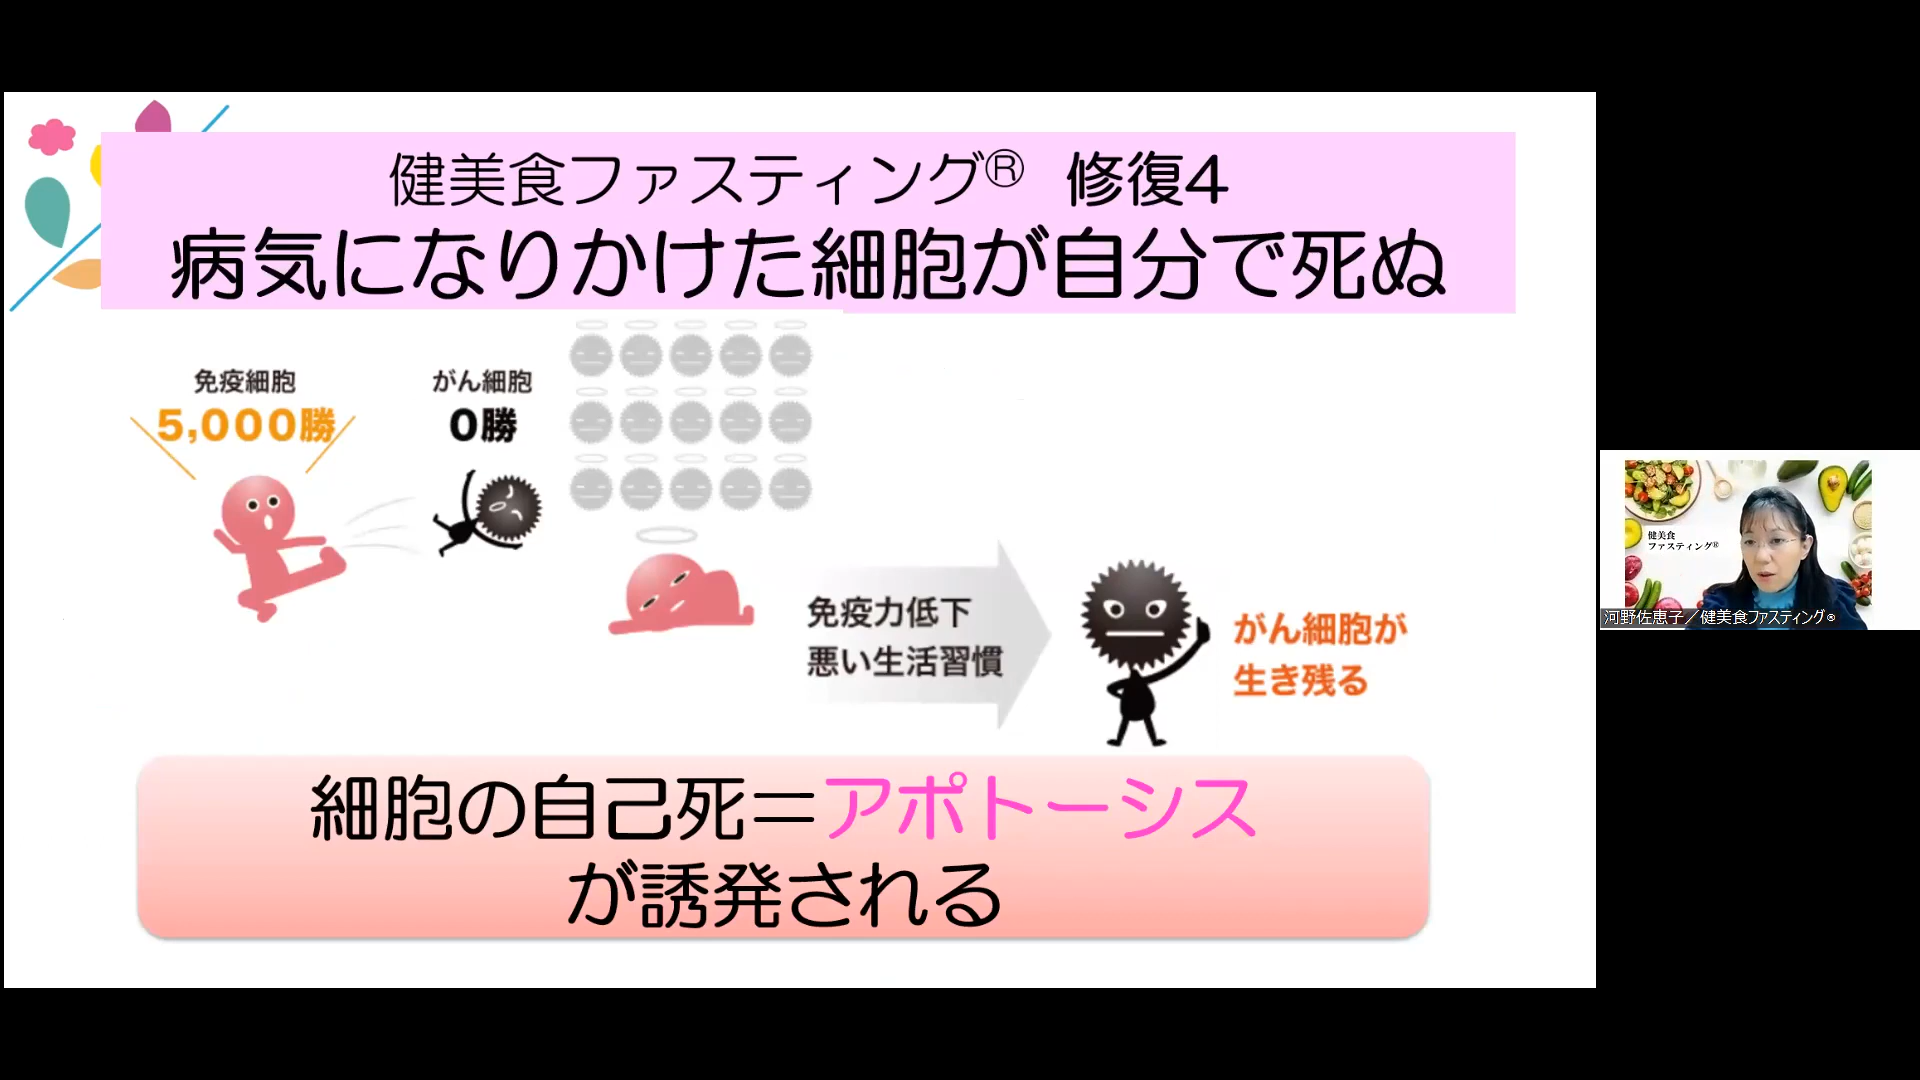 健美食ファスティング® 修復4
病気になりかけた細胞が自分で死ぬ
免疫細胞
5,000勝
がん細胞
0勝
免疫力低下
悪い生活習慣
がん細胞が
生き残る
細胞の自己死＝アポトーシス
が誘発される
健美食
ファスティング®
河野佐恵子／健美食ファスティング®